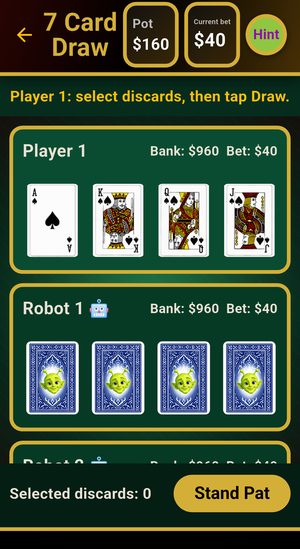 7 Card
Draw
Pot
$160
Current bet
$40
Hint
Player 1: select discards, then tap Draw.
Player 1
Bank: $960 Bet: $40
A
A
K
K
Q
Q
J
J
Robot 1
Bank: $960 Bet: $40
Selected discards: 0
Stand Pat